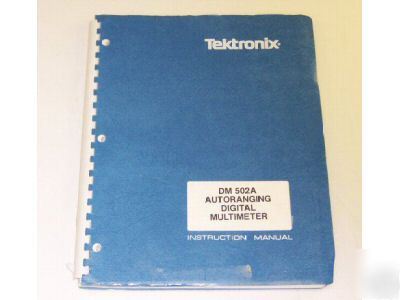 Tektronix
DM 502A
AUTORANGING
DIGITAL
MULTIMETER
INSTRUCTION MANUAL